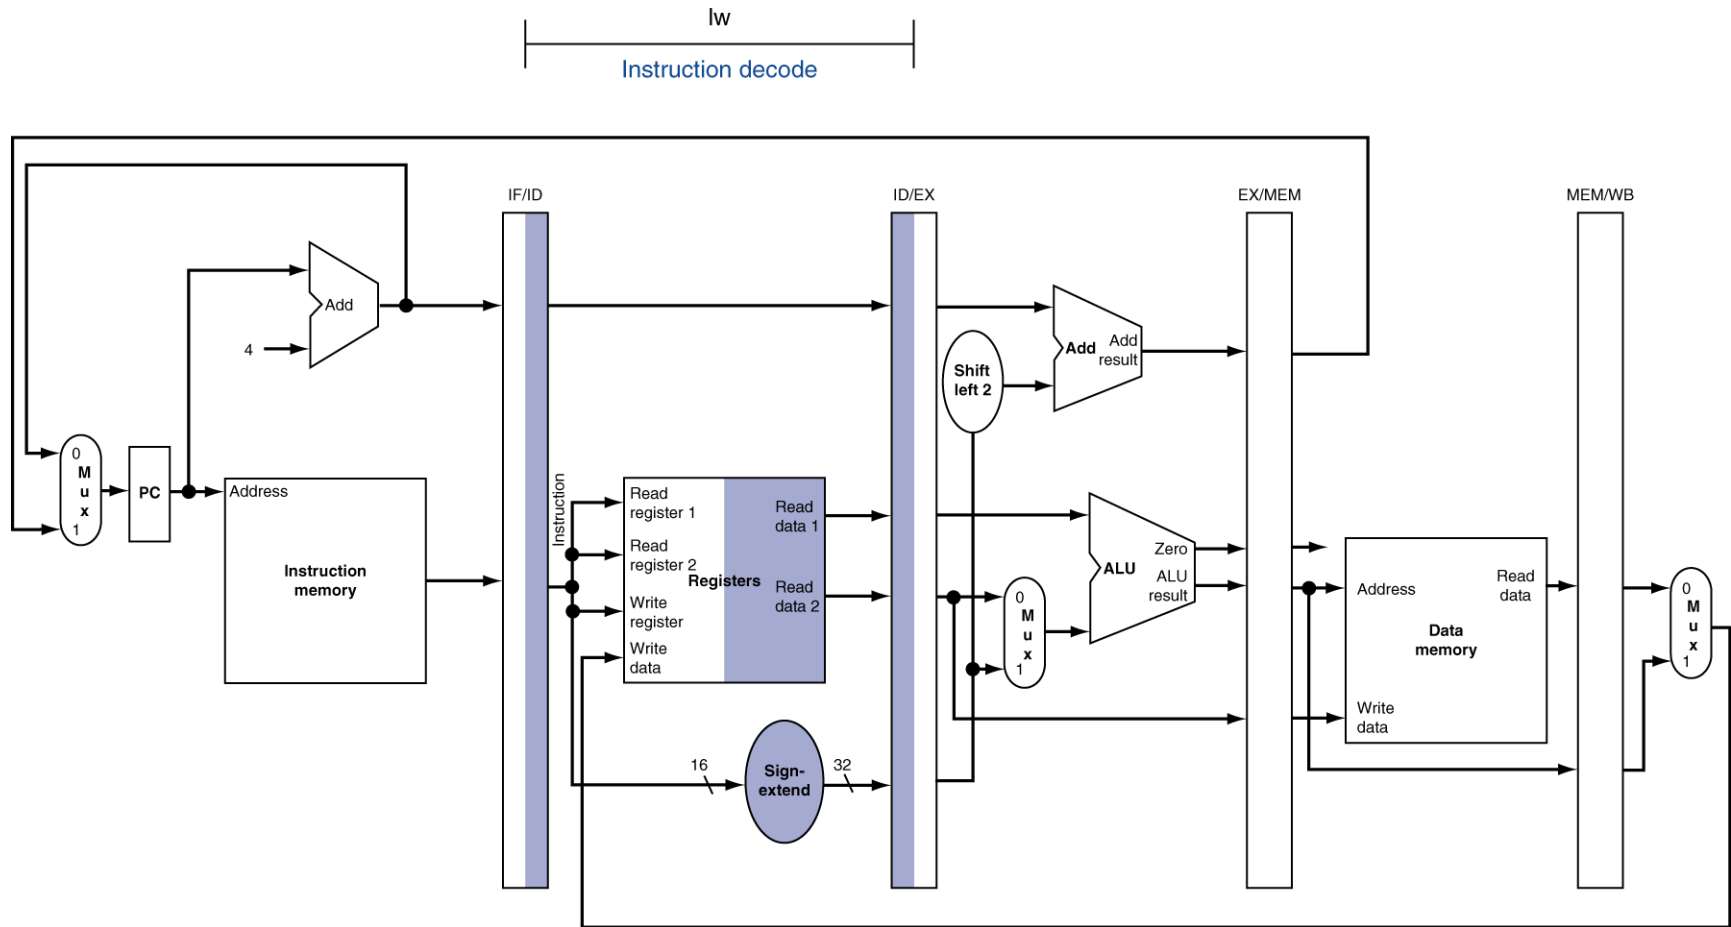 lw
Instruction decode
IF/ID
ID/EX
EX/MEM
MEM/WB
Add
4
Add
Add
result
Shift
left 2
0
M
u
x
1
PC
Address
Instruction
memory
Instruction
Read
register 1
Read
register 2
Write
register
Write
data
Registers
Read
data 1
Read
data 2
16
Sign-
extend
32
0
M
u
x
1
Zero
ALU
ALU
result
Address
Read
data
Data
memory
Write
data
0
M
u
x
1